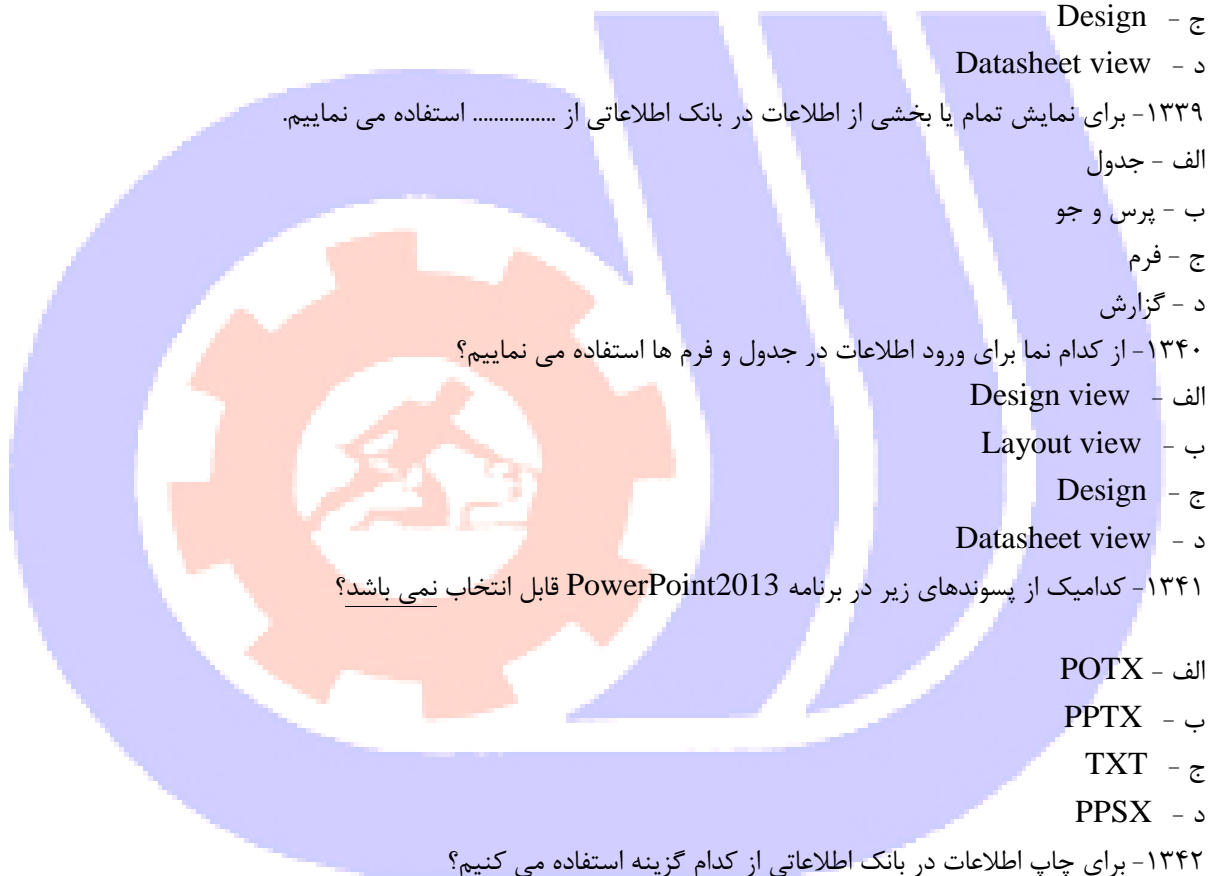 ج - Design
د - Datasheet view
۱۳۳۹- برای نمایش تمام یا بخشی از اطلاعات در بانک اطلاعاتی از ............... استفاده می نماییم.
الف - جدول
ب - پرس و جو
ج - فرم
د - گزارش
۱۳۴۰- از کدام نما برای ورود اطلاعات در جدول و فرم ها استفاده می نماییم؟
الف - Design view
ب - Layout view
ج - Design
د - Datasheet view
۱۳۴۱- کدامیک از پسوندهای زیر در برنامه PowerPoint2013 قابل انتخاب نمی باشد؟
الف - POTX
ب - PPTX
ج - TXT
د - PPSX
۱۳۴۲- برای چاپ اطلاعات در بانک اطلاعاتی از کدام گزینه استفاده می کنیم؟